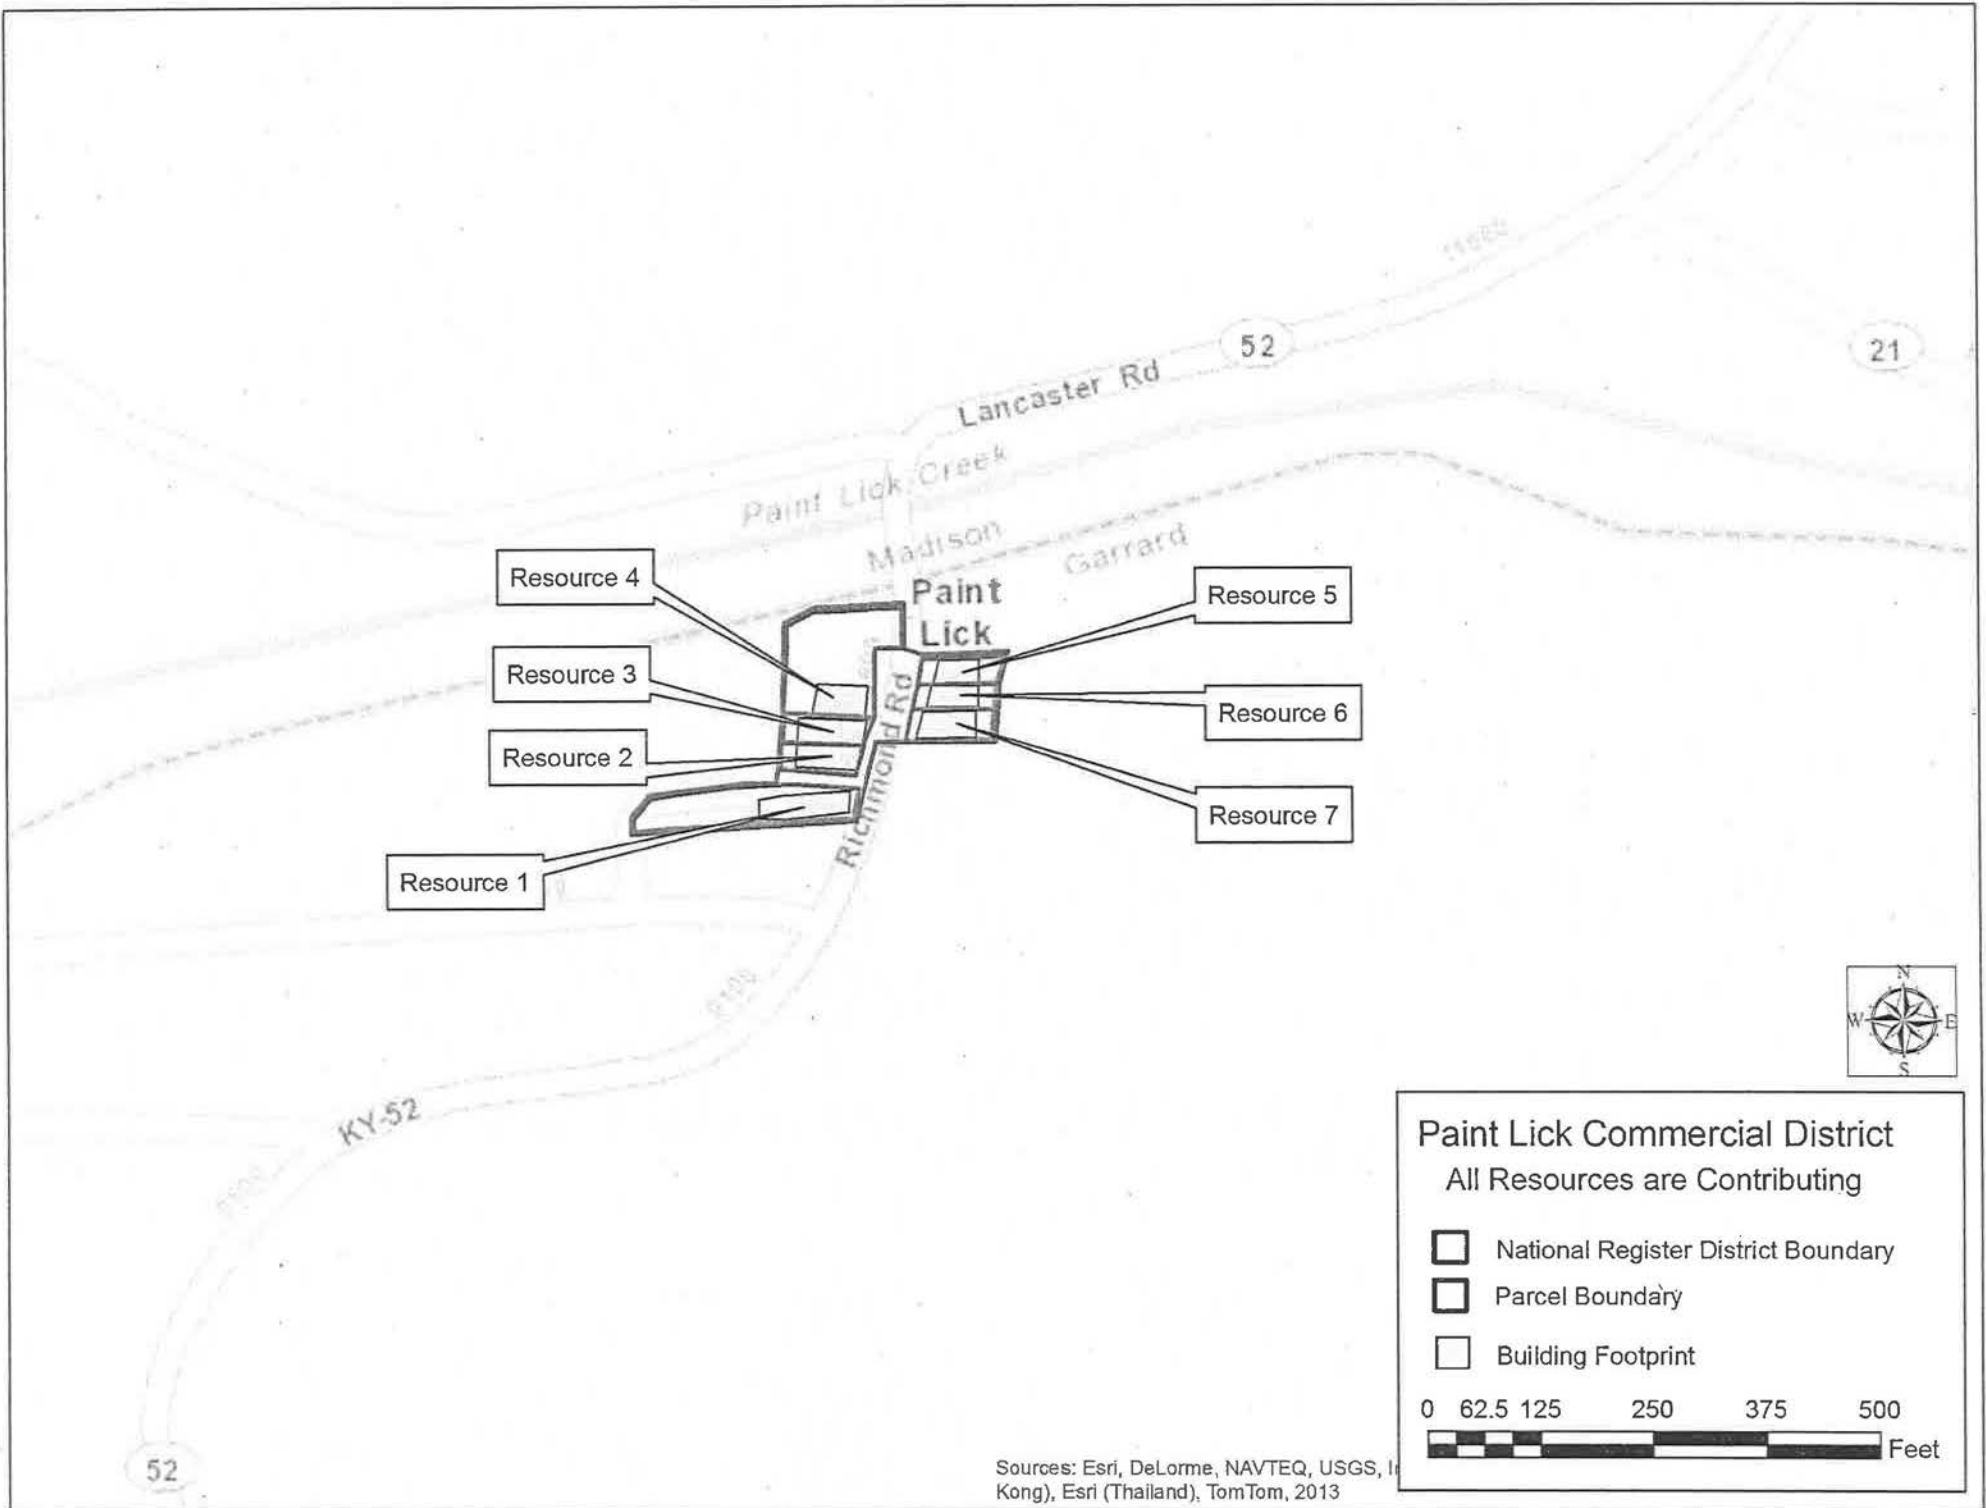 52
21
Lancaster Rd
Paint Lick Creek
Madison
Garrard
Resource 4
Paint
Lick
Resource 5
Resource 3
Resource 6
Richmond Rd
Resource 2
Resource 7
Resource 1
N
W E
S
KY-52
52
Paint Lick Commercial District
All Resources are Contributing
National Register District Boundary
Parcel Boundary
Building Footprint
0 62.5 125 250 375 500
Feet
Sources: Esri, DeLorme, NAVTEQ, USGS,
Kong), Esri (Thailand), TomTom, 2013